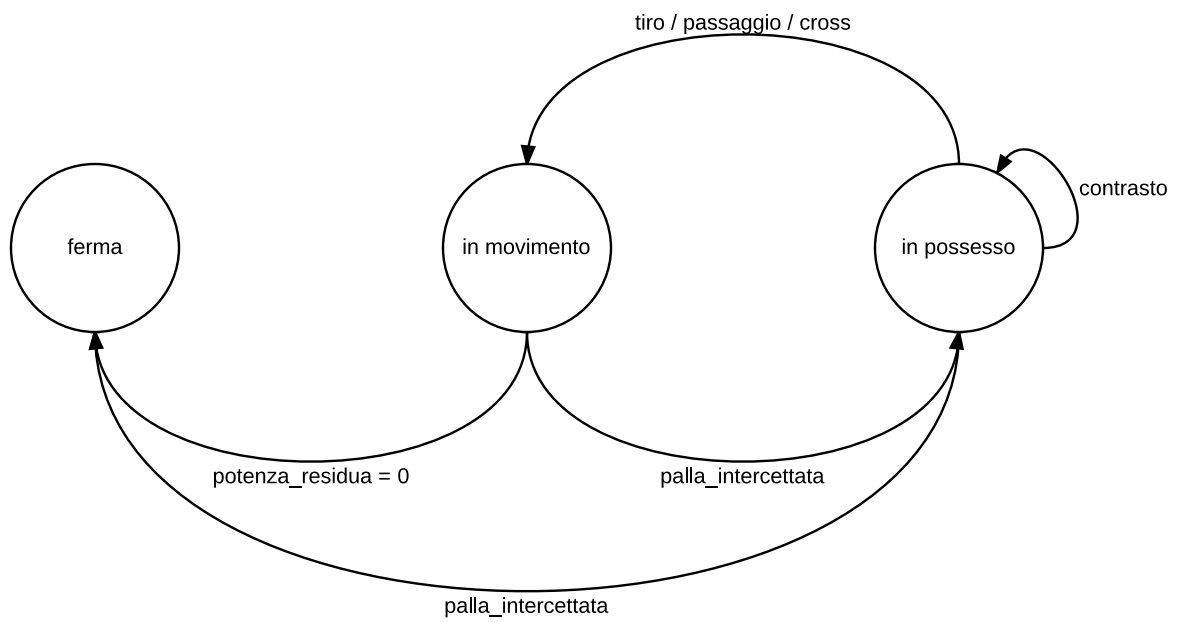 tiro / passaggio / cross
contrasto
ferma
in movimento
in possesso
potenza_residua = 0
palla_intercettata
palla_intercettata